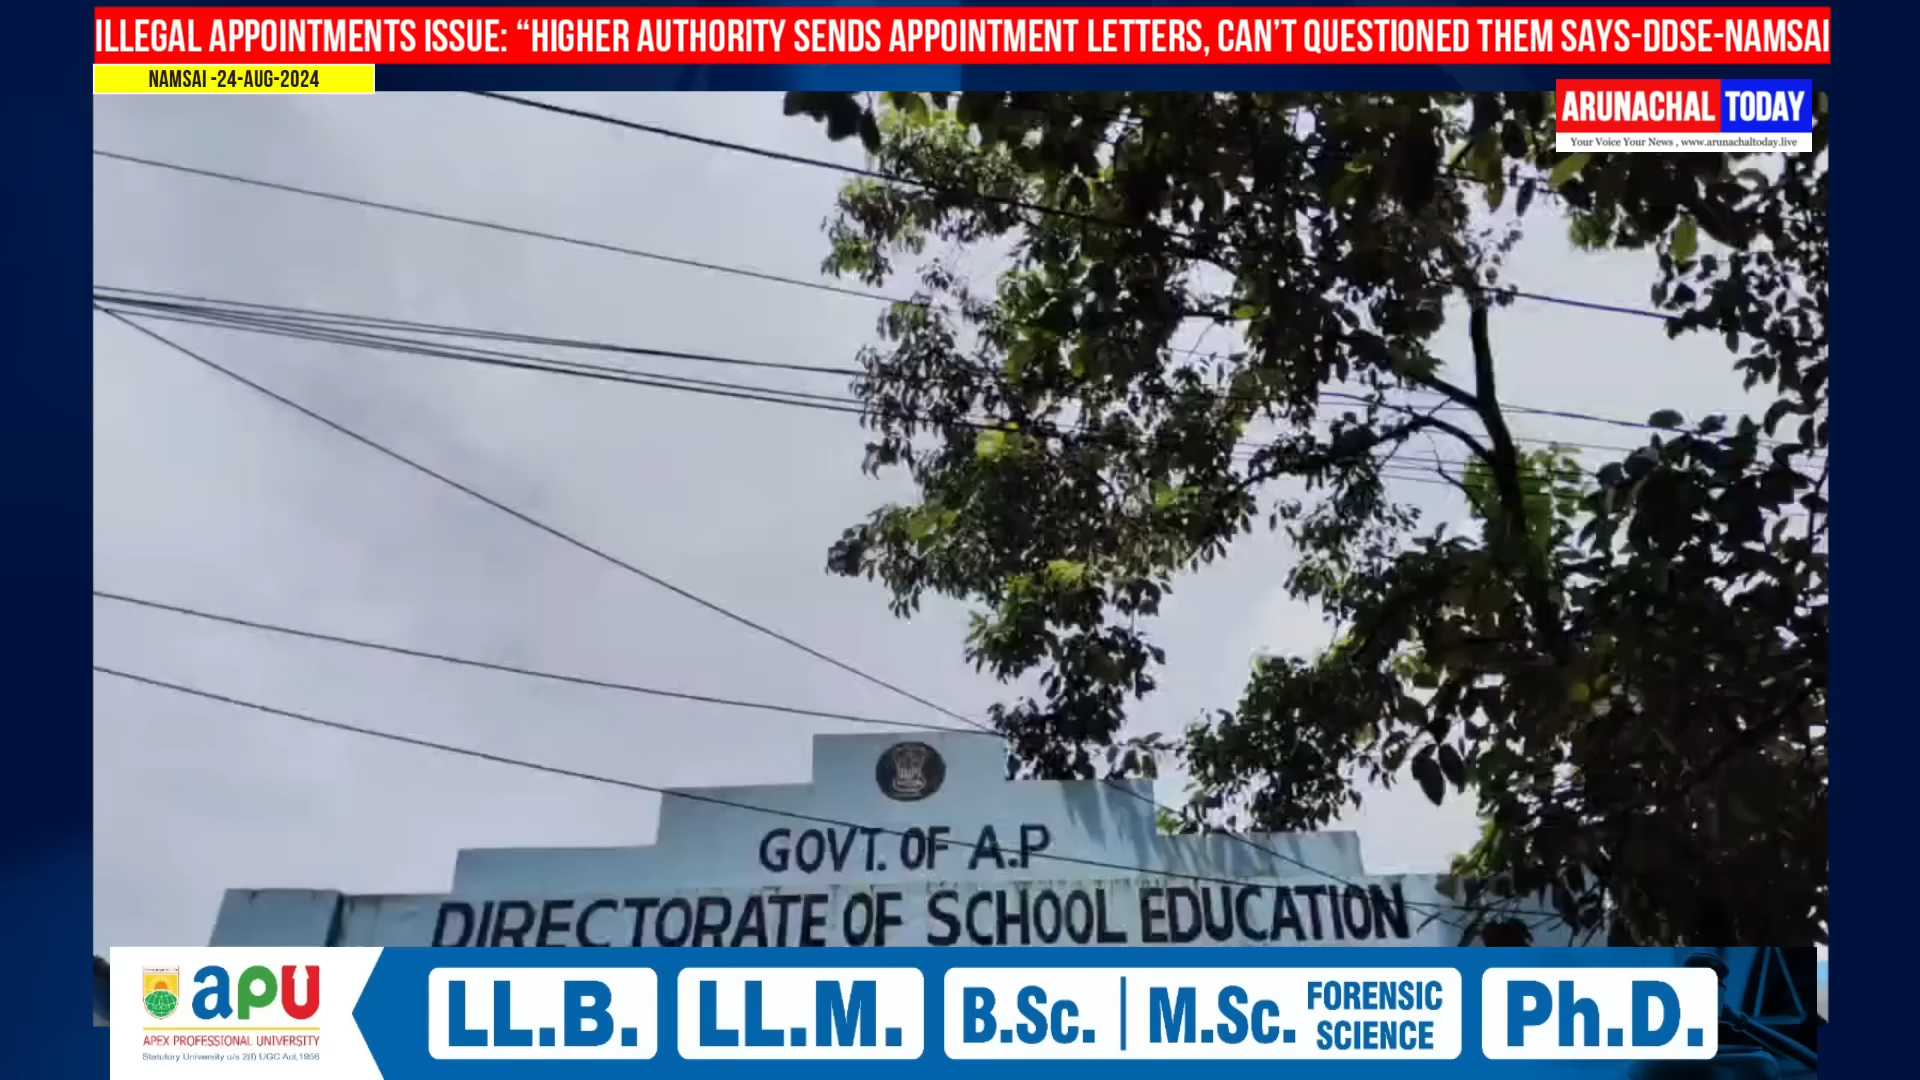 ILLEGAL APPOINTMENTS ISSUE: “HIGHER AUTHORITY SENDS APPOINTMENT LETTERS, CAN’T QUESTIONED THEM SAYS-DDSE-NAMSAI
NAMSAI -24-AUG-2024
ARUNACHAL TODAY
Your Voice Your News , www.arunachaltoday.live
GOVT. OF A.P
DIRECTORATE OF SCHOOL EDUCATION
apu
APEX PROFESSIONAL UNIVERSITY
Statutory University u/s 2(f) UGC Act,1956
LL.B.
LL.M.
B.Sc. | M.Sc. FORENSIC SCIENCE
Ph.D.